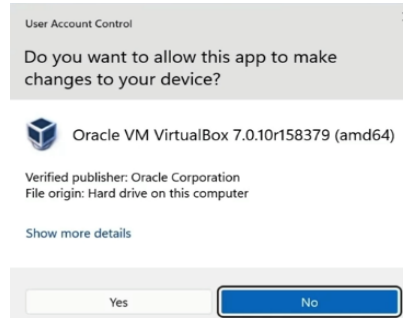 User Account Control
Do you want to allow this app to make
changes to your device?
Oracle VM VirtualBox 7.0.10r158379 (amd64)
Verified publisher: Oracle Corporation
File origin: Hard drive on this computer
Show more details
Yes
No